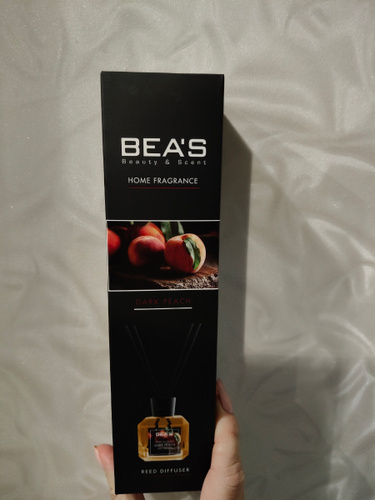 BEA'S
Beauty & Scent
HOME FRAGRANCE
DARK PEACH
REED DIFFUSER